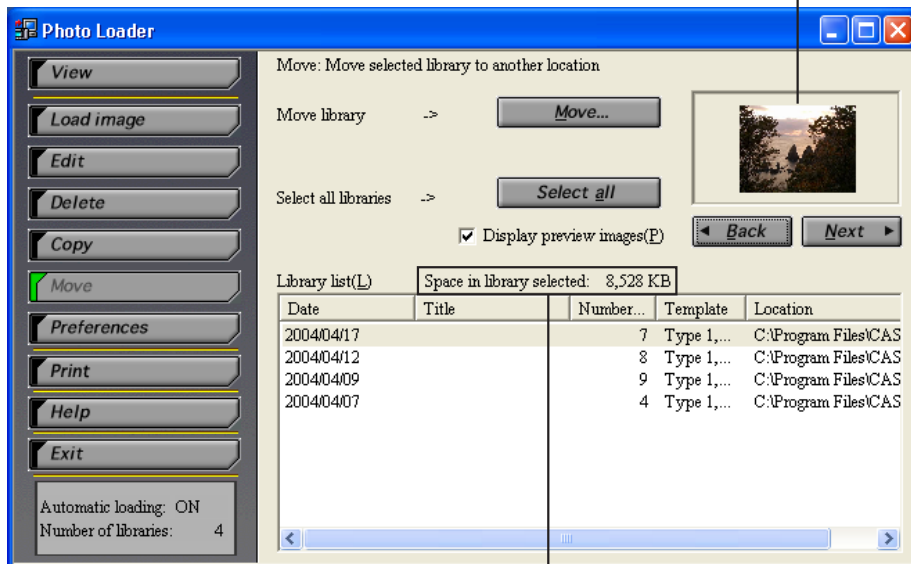 Photo Loader
View
Load image
Edit
Delete
Copy
Move
Preferences
Print
Help
Exit
Automatic loading: ON
Number of libraries: 4
Move: Move selected library to another location
Move library -> Move...
Select all libraries -> Select all
Display preview images(P)
Back Next
Library list(L) Space in library selected: 8,528 KB
Date Title Number... Template Location
2004/04/17 7 Type 1,... C:\Program Files\CAS
2004/04/12 8 Type 1,... C:\Program Files\CAS
2004/04/09 9 Type 1,... C:\Program Files\CAS
2004/04/07 4 Type 1,... C:\Program Files\CAS